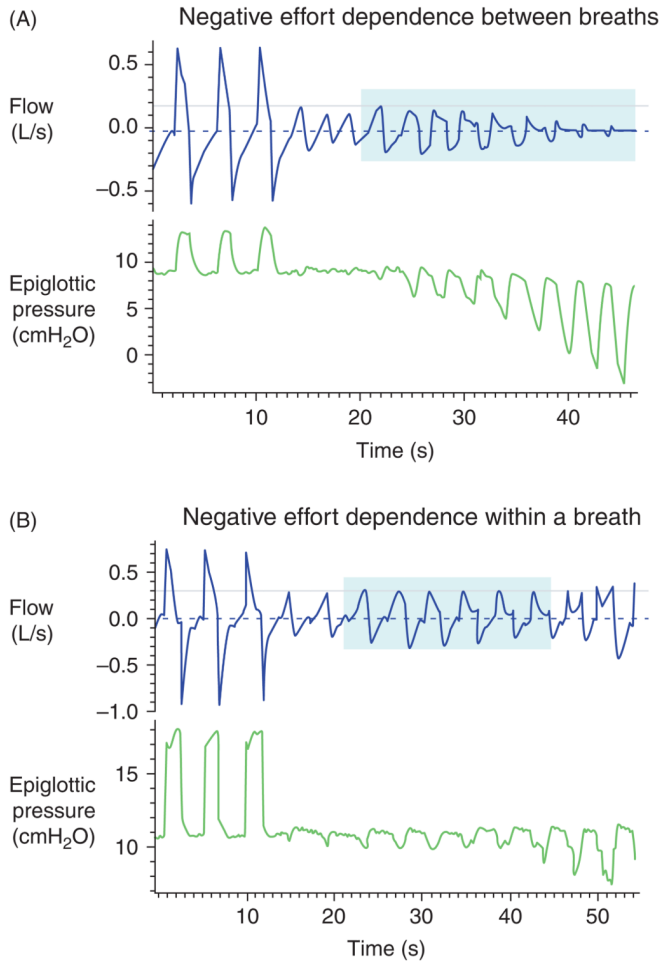 (A)
Negative effort dependence between breaths
Flow
(L/s)
0.5
0.0
−0.5
Epiglottic
pressure
(cmH₂O)
10
5
0
10 20 30 40
Time (s)
(B)
Negative effort dependence within a breath
Flow
(L/s)
0.5
0.0
−0.5
−1.0
Epiglottic
pressure
(cmH₂O)
15
10
10 20 30 40 50
Time (s)